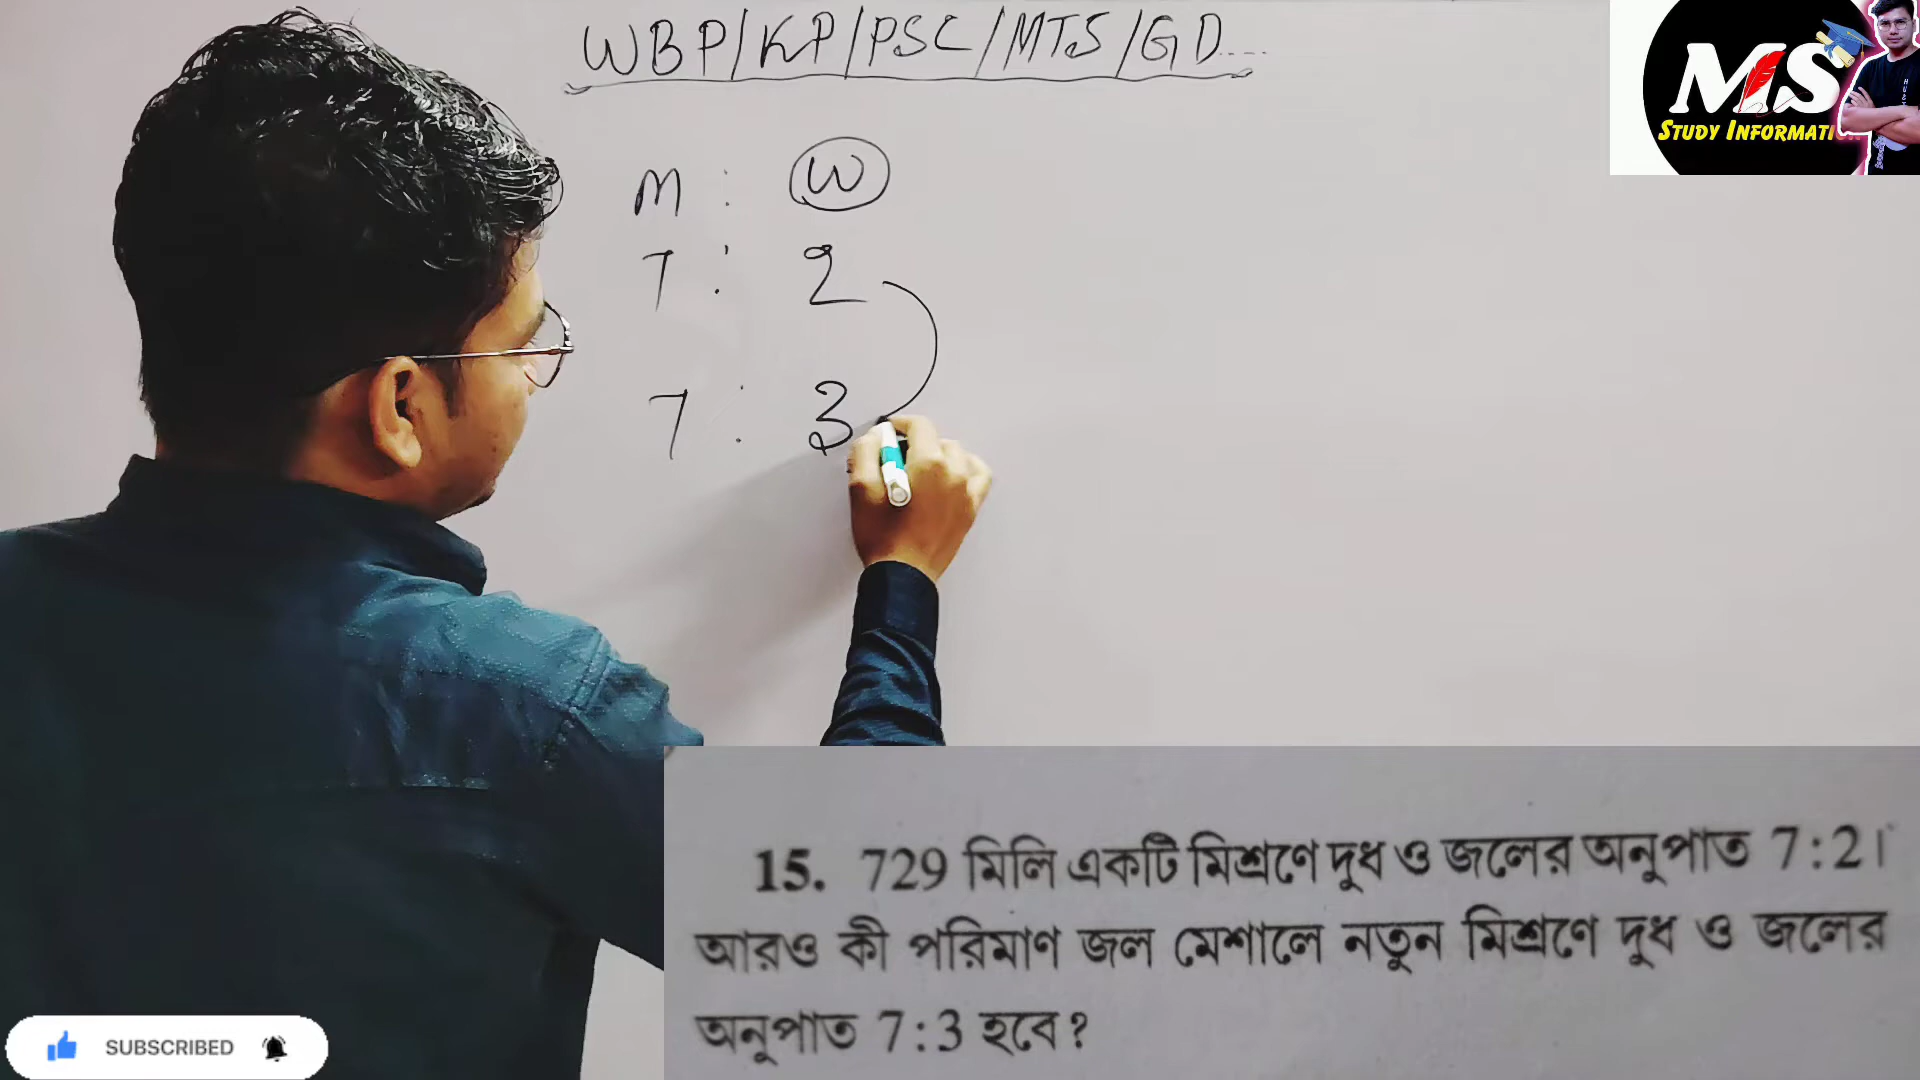 WBP/KP/PSC/MTS/GD....
MS
STUDY INFORMATI
M : W
7 : 2
7 : 3
15. 729 মিলি একটি মিশ্রণে দুধ ও জলের অনুপাত 7:2।
আরও কী পরিমাণ জল মেশালে নতুন মিশ্রণে দুধ ও জলের
অনুপাত 7:3 হবে?
SUBSCRIBED